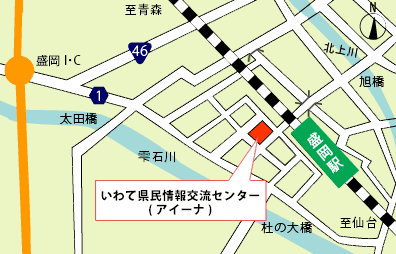 至青森
北上川
46
盛岡I・C
旭橋
1
太田橋
盛岡駅
雫石川
いわて県民情報交流センター
(アイーナ)
至仙台
杜の大橋